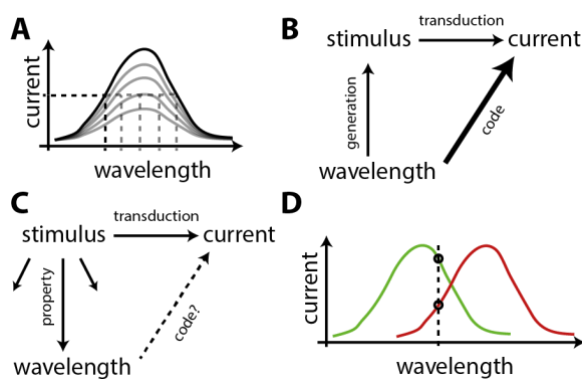 A
current
wavelength
B
transduction
stimulus
current
generation
code
wavelength
C
transduction
stimulus
current
property
code?
wavelength
D
current
wavelength